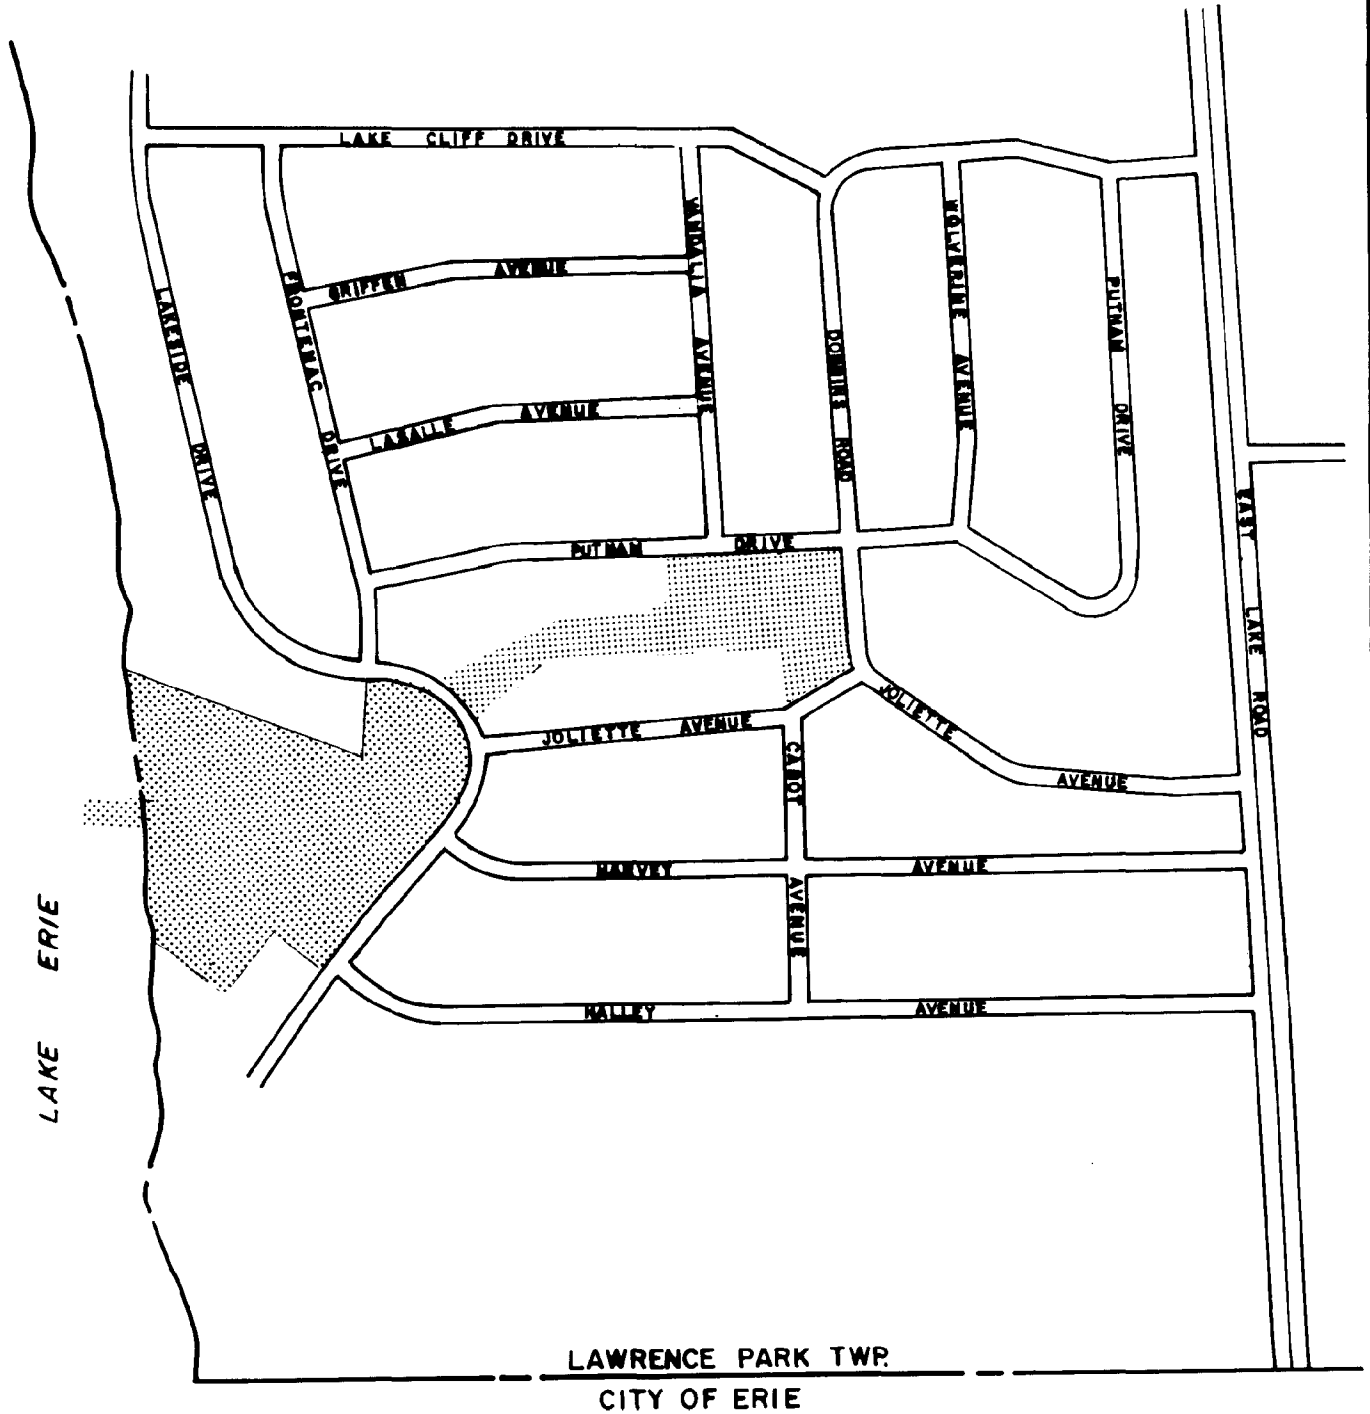 LAKE CLIFF DRIVE
VANDALIA AVENUE
WOLVERINE AVENUE
GRIFFEN AVENUE
FRONTENAC DRIVE
LAKESIDE DRIVE
PUTNAM DRIVE
DOBBINS ROAD
LASALLE AVENUE
EAST LAKE ROAD
PUTNAM DRIVE
JOLIETTE AVENUE
JOLIETTE AVENUE
CABOT AVENUE
HARVEY AVENUE
HALLEY AVENUE
LAKE ERIE
LAWRENCE PARK TWP.
CITY OF ERIE